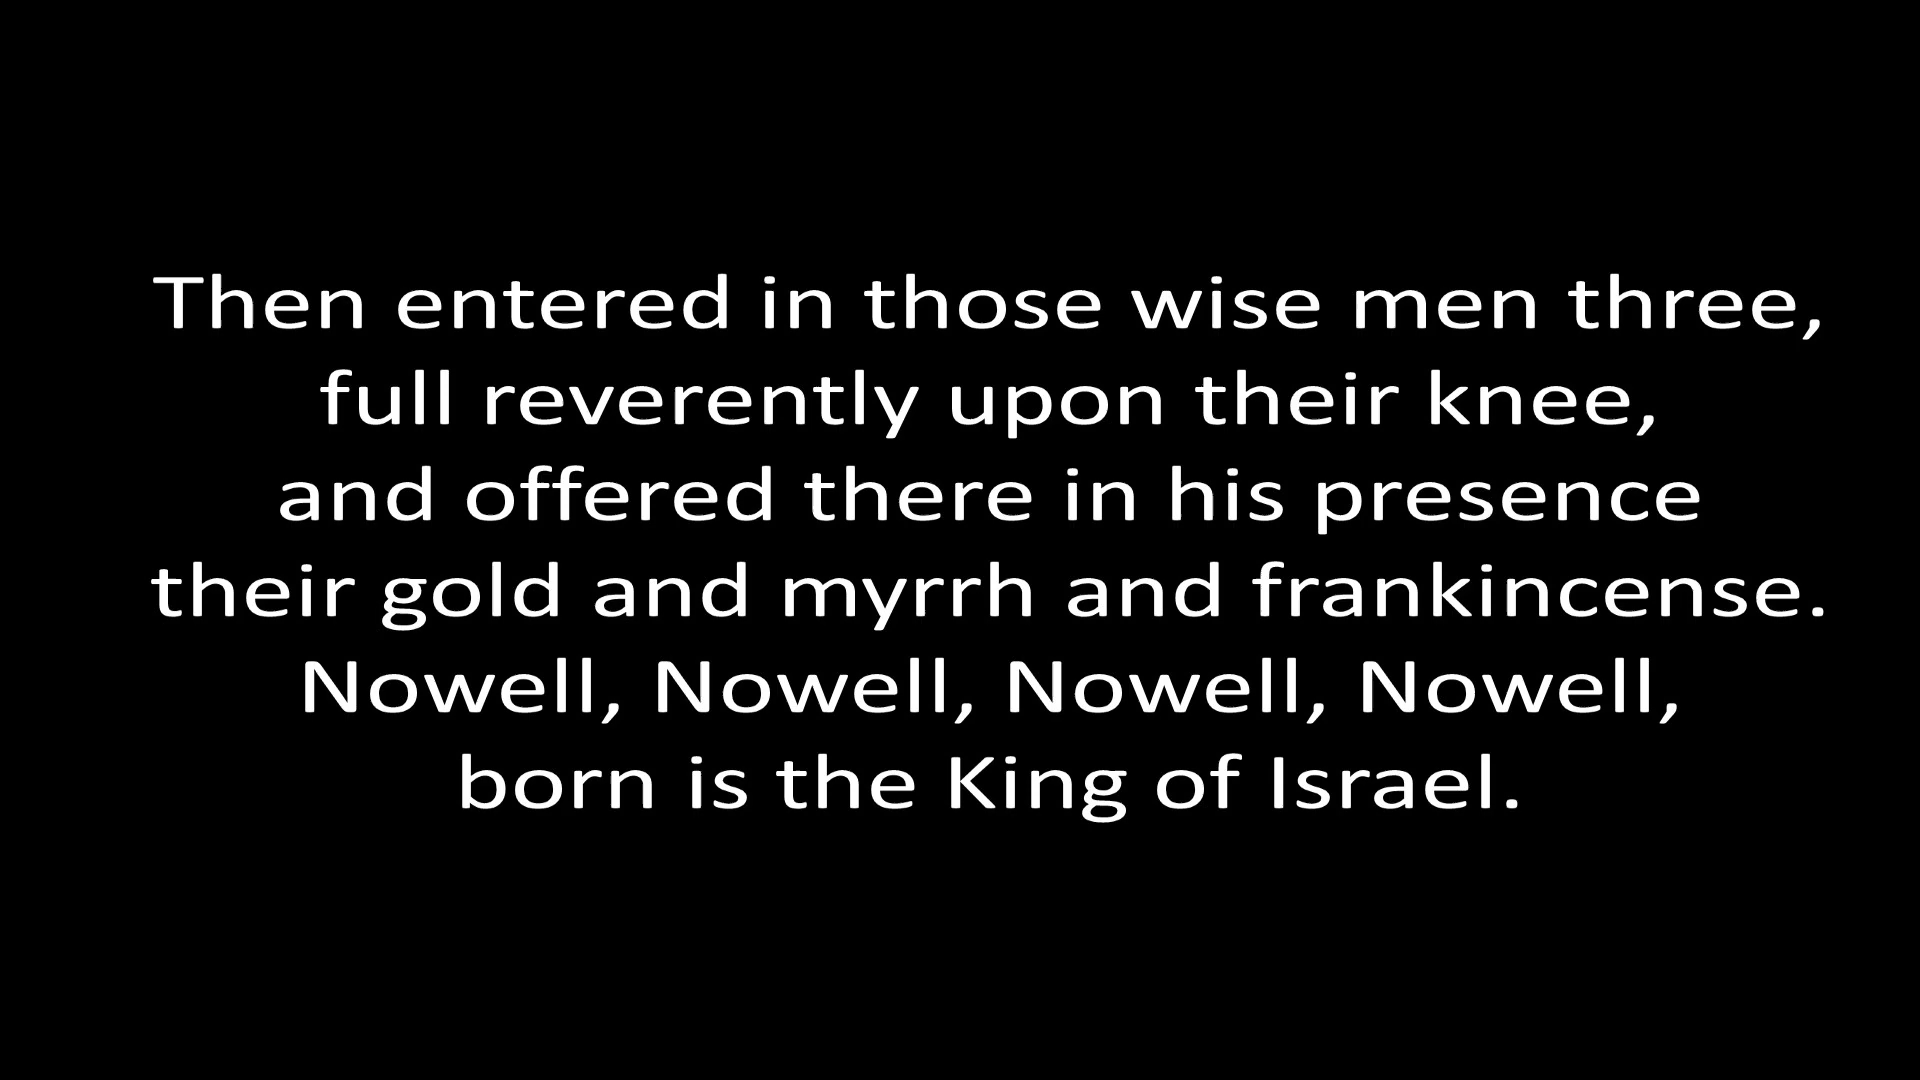 Then entered in those wise men three,
full reverently upon their knee,
and offered there in his presence
their gold and myrrh and frankincense.
Nowell, Nowell, Nowell, Nowell,
born is the King of Israel.